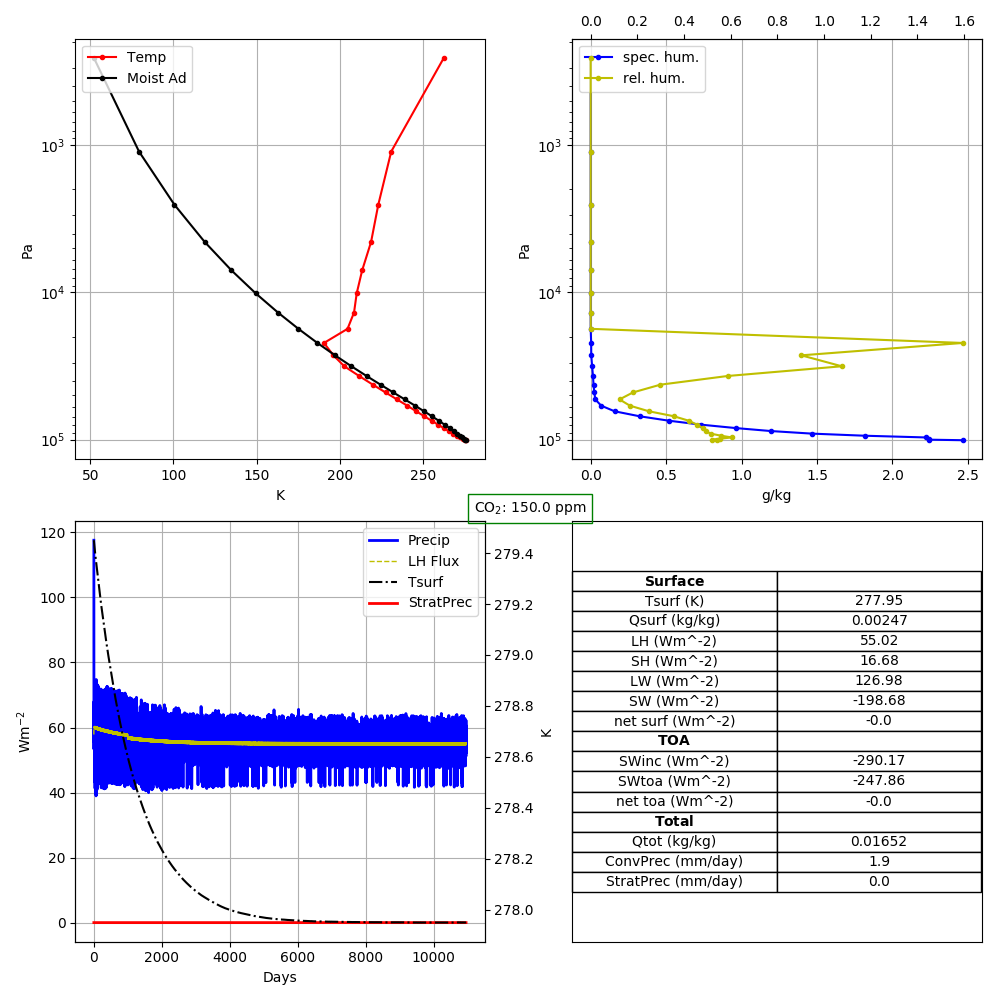 Temp
Moist Ad
Pa
10^3
10^4
10^5
50 100 150 200 250
K
0.0 0.2 0.4 0.6 0.8 1.0 1.2 1.4 1.6
spec. hum.
rel. hum.
Pa
10^3
10^4
10^5
0.0 0.5 1.0 1.5 2.0 2.5
g/kg
CO₂: 150.0 ppm
Precip
LH Flux
Tsurf
StratPrec
Wm⁻²
120
100
80
60
40
20
0
0 2000 4000 6000 8000 10000
Days
279.4
279.2
279.0
278.8
278.6
278.4
278.2
278.0
K
Surface
Tsurf (K) 277.95
Qsurf (kg/kg) 0.00247
LH (Wm^-2) 55.02
SH (Wm^-2) 16.68
LW (Wm^-2) 126.98
SW (Wm^-2) -198.68
net surf (Wm^-2) -0.0
TOA
SWinc (Wm^-2) -290.17
SWtoa (Wm^-2) -247.86
net toa (Wm^-2) -0.0
Total
Qtot (kg/kg) 0.01652
ConvPrec (mm/day) 1.9
StratPrec (mm/day) 0.0